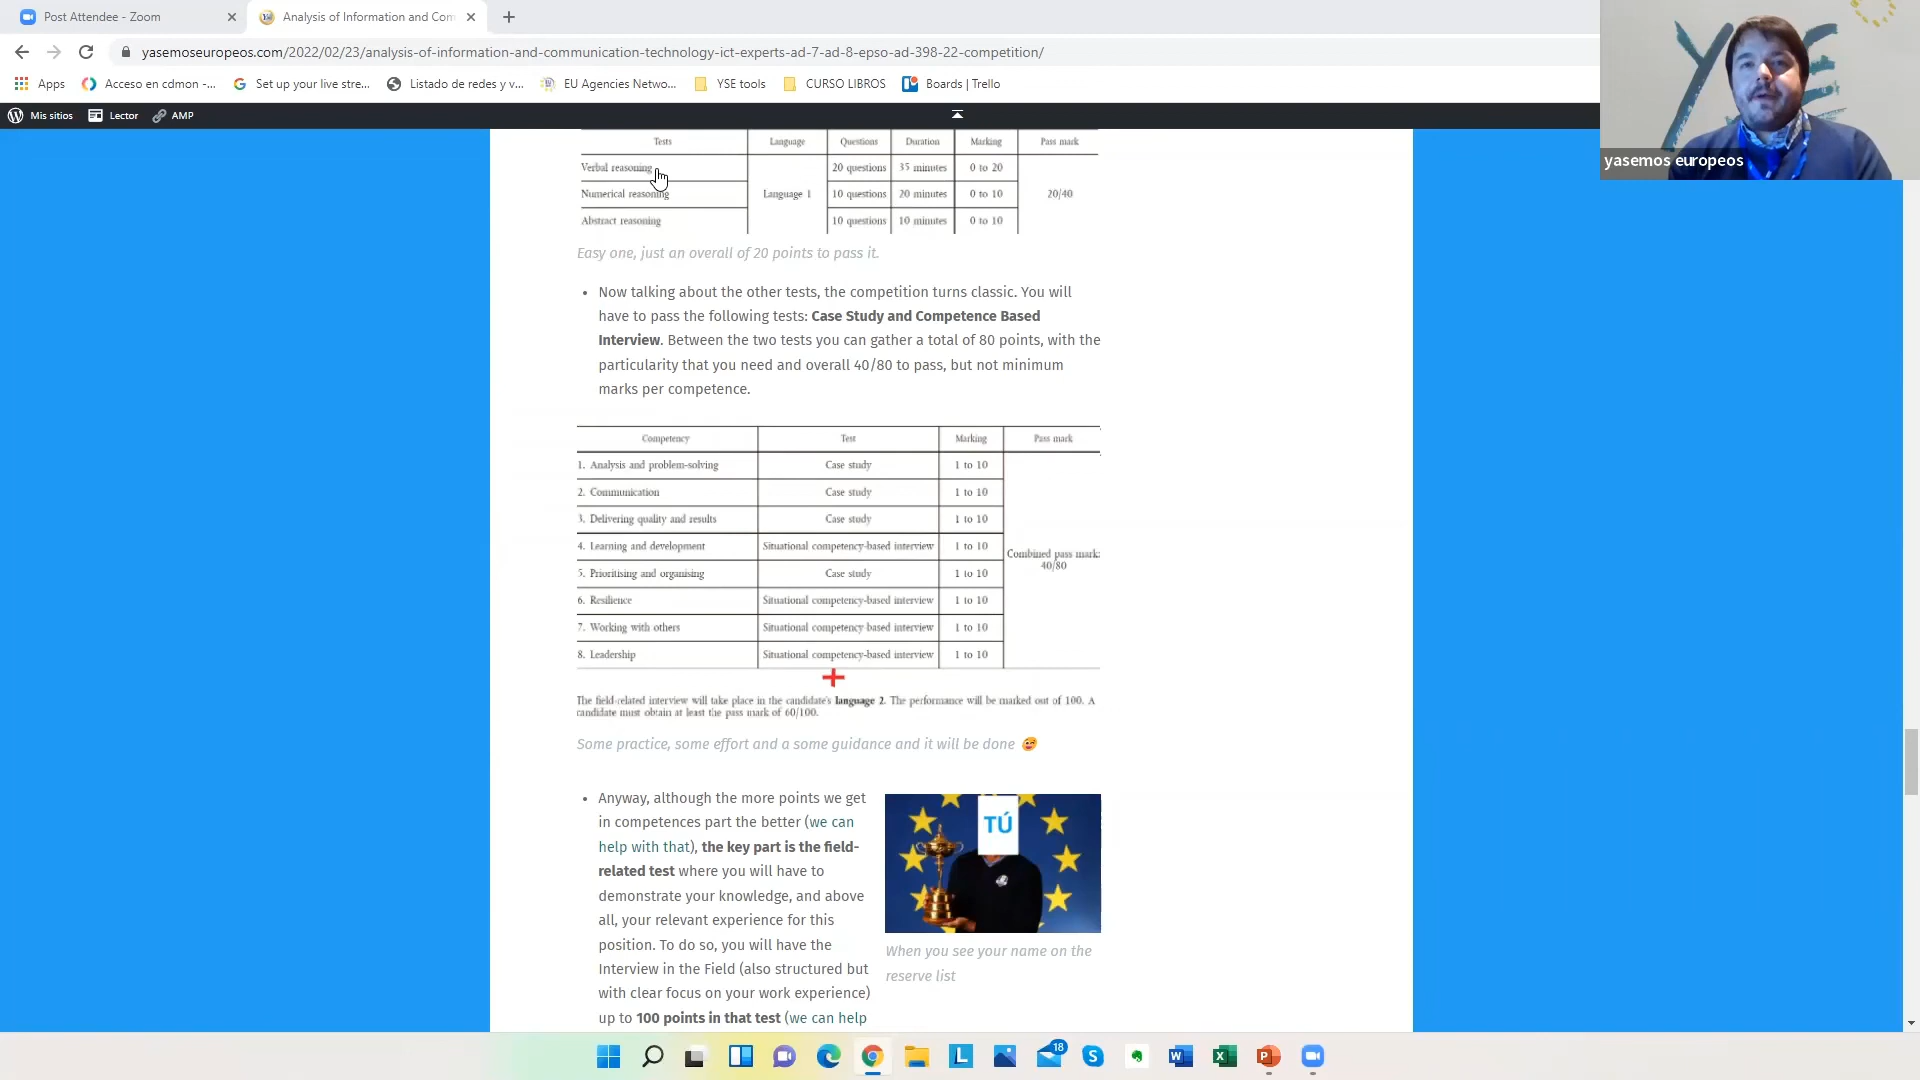 Post Attendee - Zoom
Analysis of Information and Com
yasemoseuropeos.com/2022/02/23/analysis-of-information-and-communication-technology-ict-experts-ad-7-ad-8-epso-ad-398-22-competition/
Apps
Acceso en cdmon -...
Set up your live stre...
Listado de redes y v...
EU Agencies Netwo...
YSE tools
CURSO LIBROS
Boards | Trello
Mis sitios
Lector
AMP
YE
yasemos europeos
Tests Language Questions Duration Marking Pass mark
Verbal reasoning 20 questions 35 minutes 0 to 20
Numerical reasoning Language 1 10 questions 20 minutes 0 to 10 20/40
Abstract reasoning 10 questions 10 minutes 0 to 10
Easy one, just an overall of 20 points to pass it.
• Now talking about the other tests, the competition turns classic. You will
have to pass the following tests: Case Study and Competence Based
Interview. Between the two tests you can gather a total of 80 points, with the
particularity that you need and overall 40/80 to pass, but not minimum
marks per competence.
Competency Test Marking Pass mark
1. Analysis and problem-solving Case study 1 to 10
2. Communication Case study 1 to 10
3. Delivering quality and results Case study 1 to 10
4. Learning and development Situational competency-based interview 1 to 10
Combined pass mark:
40/80
5. Prioritising and organising Case study 1 to 10
6. Resilience Situational competency-based interview 1 to 10
7. Working with others Situational competency-based interview 1 to 10
8. Leadership Situational competency-based interview 1 to 10
The field-related interview will take place in the candidate's language 2. The performance will be marked out of 100. A
candidate must obtain at least the pass mark of 60/100.
Some practice, some effort and a some guidance and it will be done
• Anyway, although the more points we get
in competences part the better (we can
help with that), the key part is the field-
related test where you will have to
demonstrate your knowledge, and above
all, your relevant experience for this
position. To do so, you will have the
Interview in the Field (also structured but
with clear focus on your work experience)
up to 100 points in that test (we can help
TÚ
When you see your name on the
reserve list
18